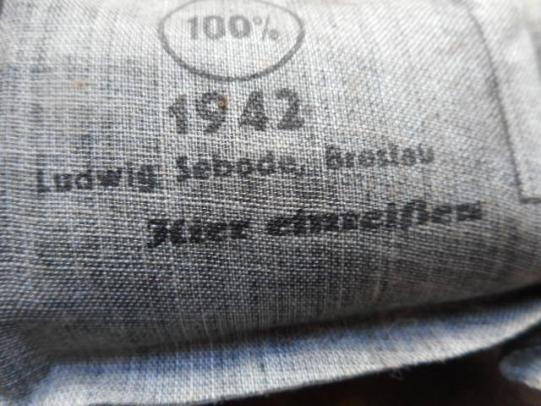 100%
1942
Ludwig Sebode, Breslau
Hier einreißen